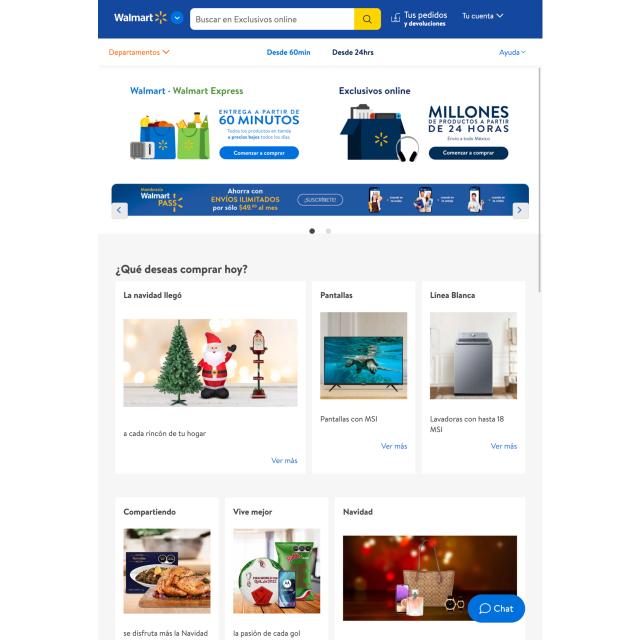 Walmart
Buscar en Exclusivos online
Tus pedidos
y devoluciones
Tu cuenta
Departamentos
Desde 60min
Desde 24hrs
Ayuda
Walmart · Walmart Express
ENTREGA A PARTIR DE
60 MINUTOS
Todos los productos en tienda
a precios bajos todos los días.
Comenzar a comprar
Exclusivos online
MILLONES
DE PRODUCTOS A PARTIR
DE 24 HORAS
Envío a todo México
Comenzar a comprar
Membresía
Walmart
PASS
Ahorra con
ENVÍOS ILIMITADOS
por sólo $49.00 al mes
¡SUSCRÍBETE!
¿Qué deseas comprar hoy?
La navidad llegó
a cada rincón de tu hogar
Ver más
Pantallas
Pantallas con MSI
Ver más
Línea Blanca
Lavadoras con hasta 18
MSI
Ver más
Compartiendo
se disfruta más la Navidad
Vive mejor
la pasión de cada gol
Navidad
Chat